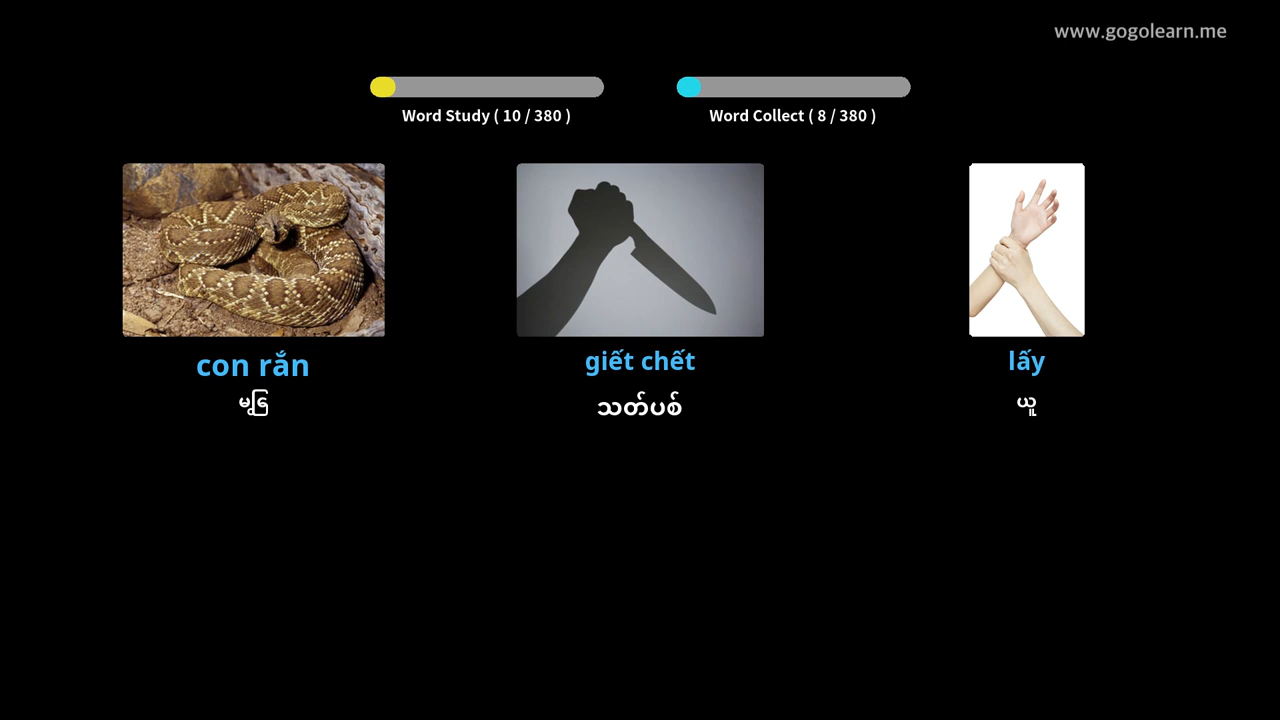 www.gogolearn.me
Word Study ( 10 / 380 )
Word Collect ( 8 / 380 )
con rắn
giết chết
lấy
မြွေ
သတ်ပစ်
ယူ